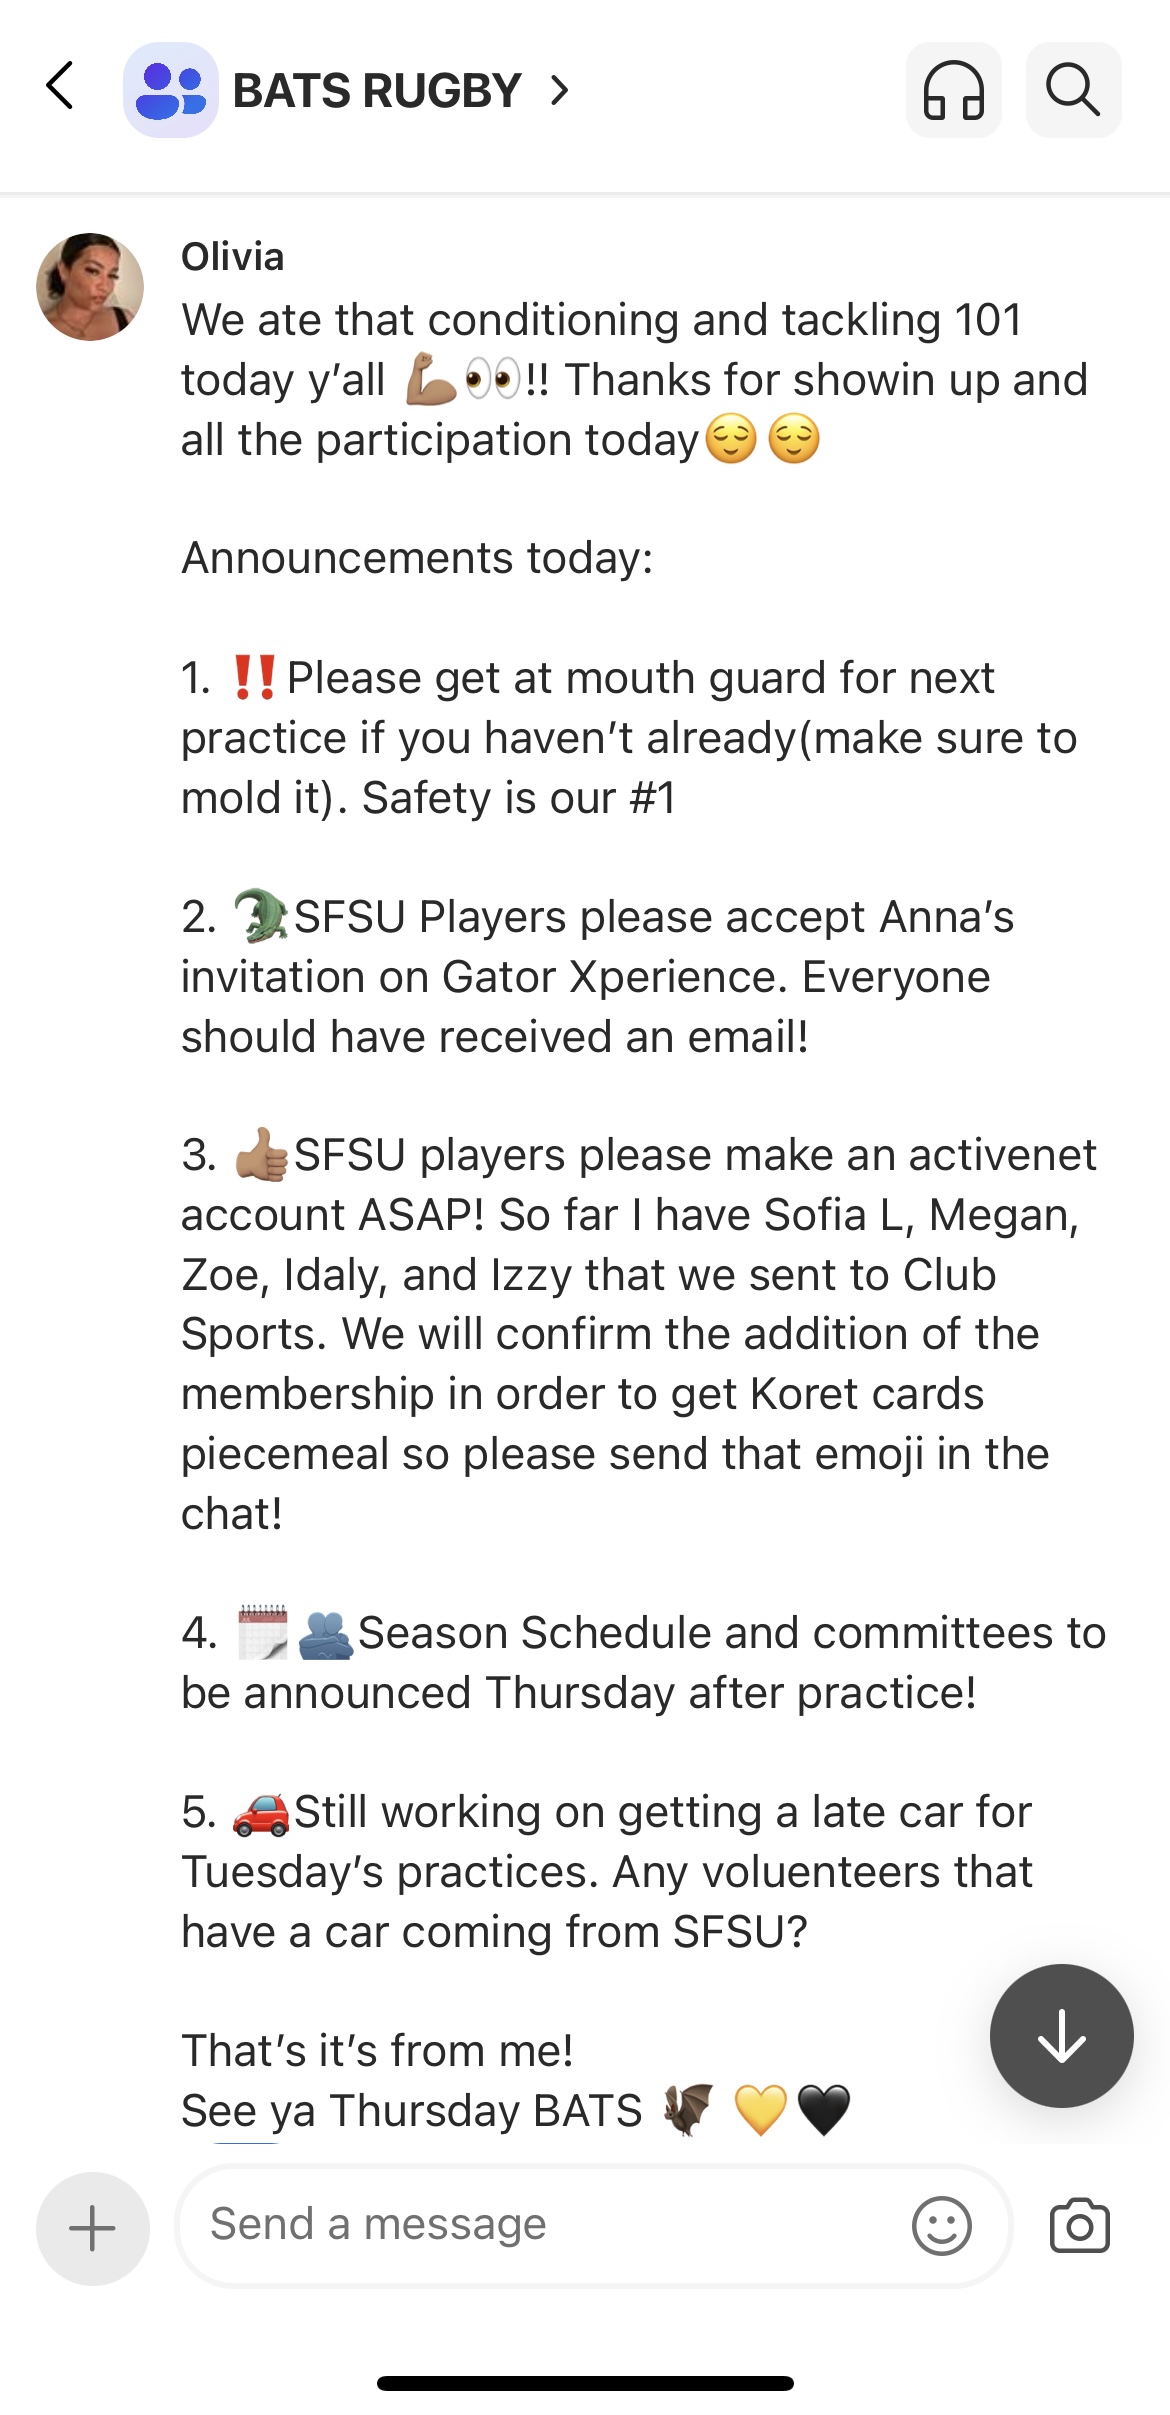 BATS RUGBY
Olivia
We ate that conditioning and tackling 101
today y’all 💪🏽👀!! Thanks for showin up and
all the participation today😌😌
Announcements today:
1. ‼️Please get at mouth guard for next
practice if you haven’t already(make sure to
mold it). Safety is our #1
2. 🐊SFSU Players please accept Anna’s
invitation on Gator Xperience. Everyone
should have received an email!
3. 👍🏽SFSU players please make an activenet
account ASAP! So far I have Sofia L, Megan,
Zoe, Idaly, and Izzy that we sent to Club
Sports. We will confirm the addition of the
membership in order to get Koret cards
piecemeal so please send that emoji in the
chat!
4. 🗓️🫂Season Schedule and committees to
be announced Thursday after practice!
5. 🚗Still working on getting a late car for
Tuesday’s practices. Any voluenteers that
have a car coming from SFSU?
That’s it’s from me!
See ya Thursday BATS 🦇 💛🖤
Send a message